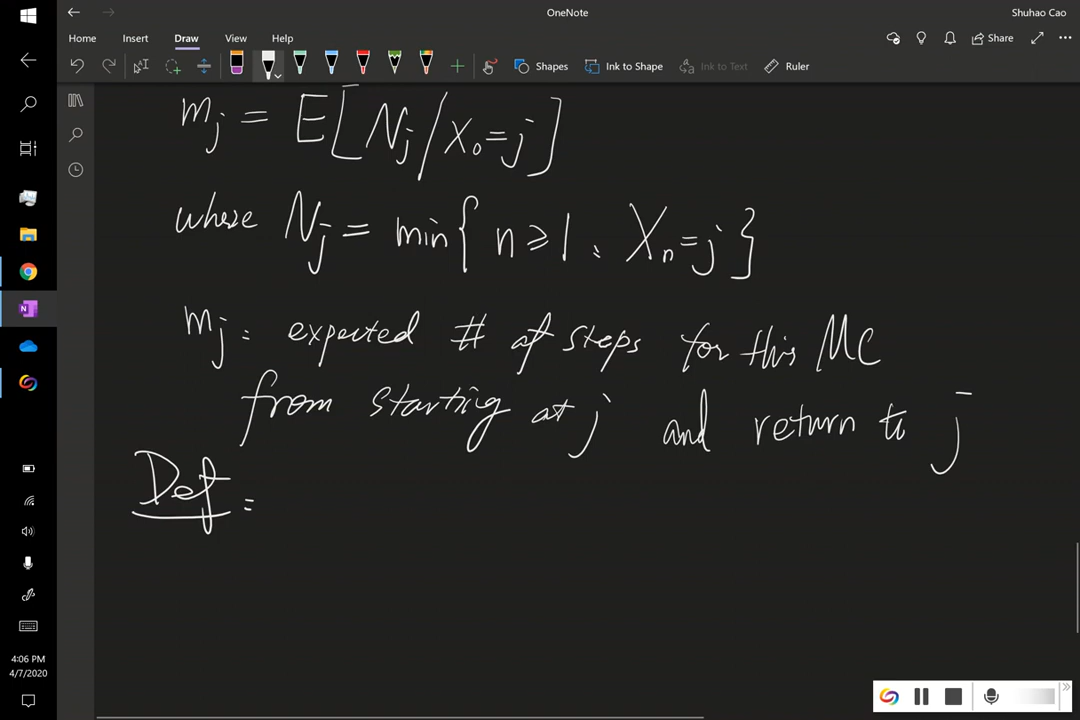 OneNote
Shuhao Cao
Home Insert Draw View Help
Share
Shapes Ink to Shape Ink to Text Ruler
m_j = E[N_j / X_0 = j]
where N_j = min{ n ≥ 1 : X_n = j }
m_j : expected # of steps for this MC
from starting at j and return to j
Def :
4:06 PM
4/7/2020